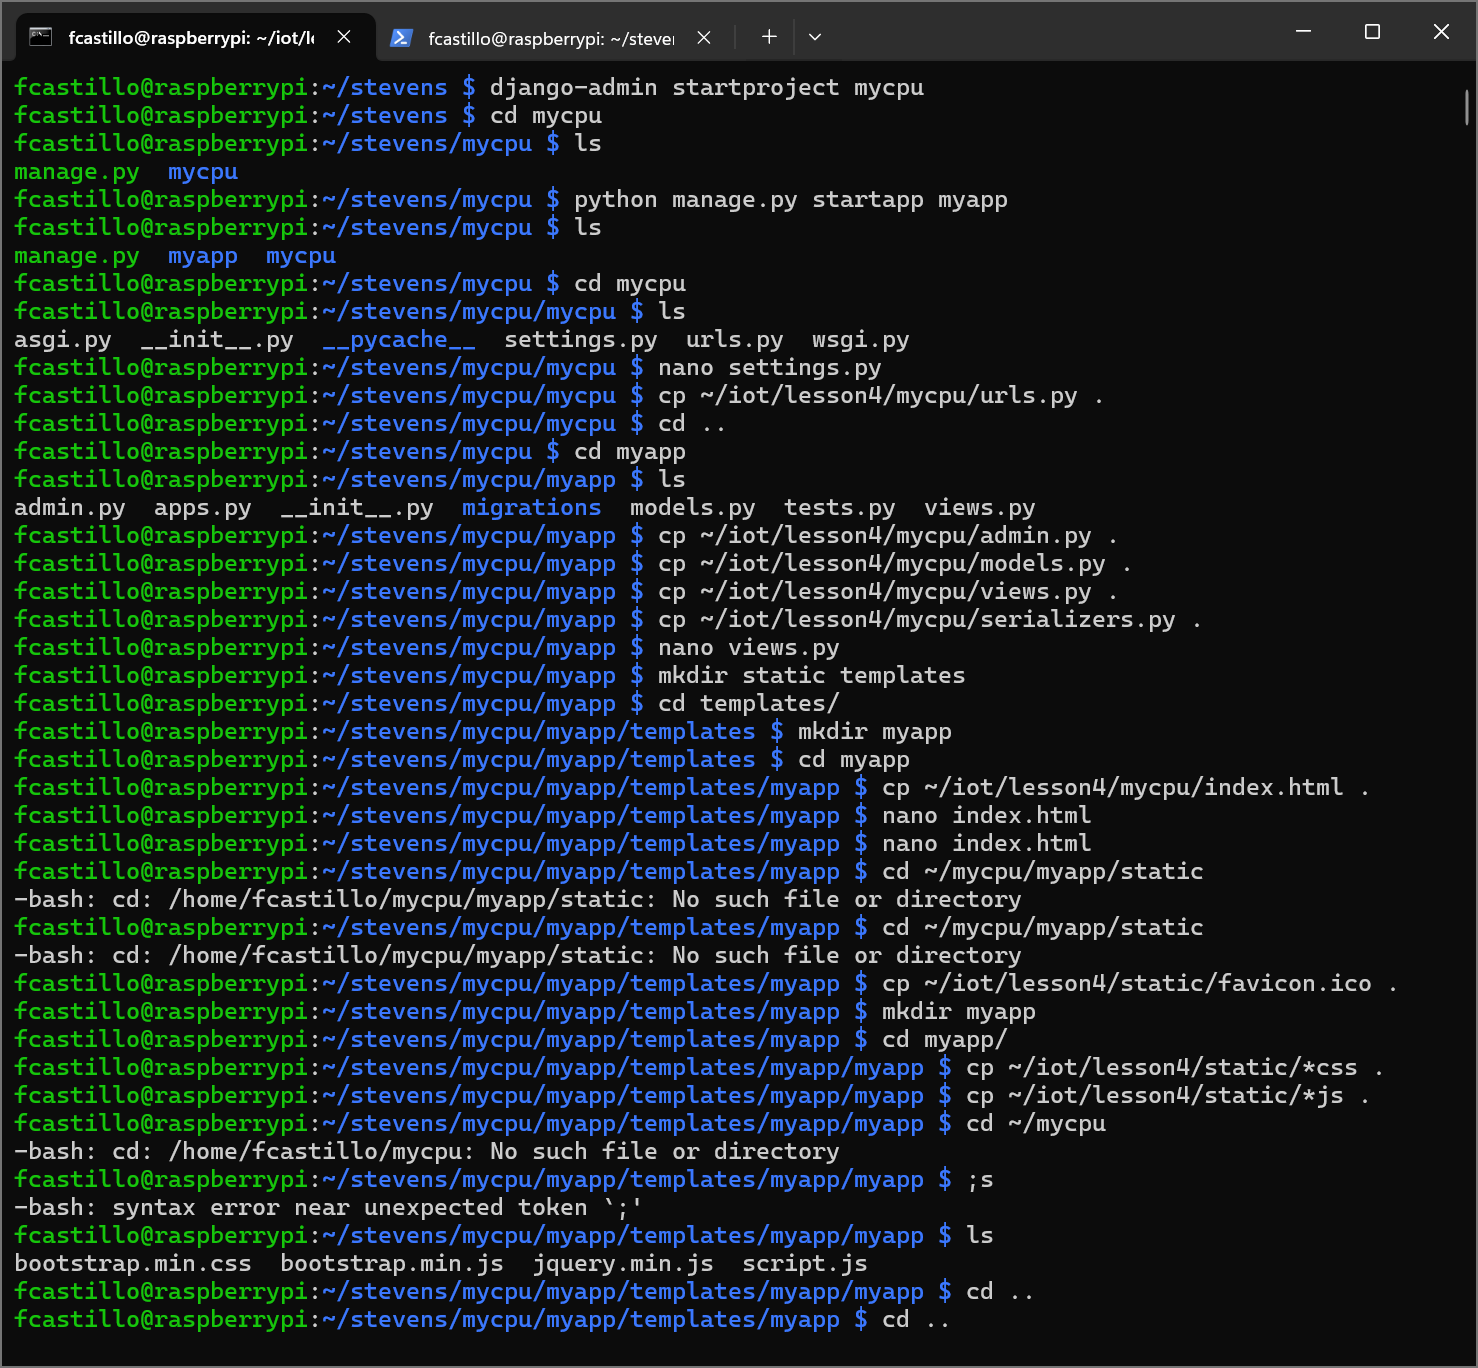 fcastillo@raspberrypi: ~/iot/le
fcastillo@raspberrypi: ~/steve
fcastillo@raspberrypi:~/stevens $ django-admin startproject mycpu
fcastillo@raspberrypi:~/stevens $ cd mycpu
fcastillo@raspberrypi:~/stevens/mycpu $ ls
manage.py  mycpu
fcastillo@raspberrypi:~/stevens/mycpu $ python manage.py startapp myapp
fcastillo@raspberrypi:~/stevens/mycpu $ ls
manage.py  myapp  mycpu
fcastillo@raspberrypi:~/stevens/mycpu $ cd mycpu
fcastillo@raspberrypi:~/stevens/mycpu/mycpu $ ls
asgi.py  __init__.py  __pycache__  settings.py  urls.py  wsgi.py
fcastillo@raspberrypi:~/stevens/mycpu/mycpu $ nano settings.py
fcastillo@raspberrypi:~/stevens/mycpu/mycpu $ cp ~/iot/lesson4/mycpu/urls.py .
fcastillo@raspberrypi:~/stevens/mycpu/mycpu $ cd ..
fcastillo@raspberrypi:~/stevens/mycpu $ cd myapp
fcastillo@raspberrypi:~/stevens/mycpu/myapp $ ls
admin.py  apps.py  __init__.py  migrations  models.py  tests.py  views.py
fcastillo@raspberrypi:~/stevens/mycpu/myapp $ cp ~/iot/lesson4/mycpu/admin.py .
fcastillo@raspberrypi:~/stevens/mycpu/myapp $ cp ~/iot/lesson4/mycpu/models.py .
fcastillo@raspberrypi:~/stevens/mycpu/myapp $ cp ~/iot/lesson4/mycpu/views.py .
fcastillo@raspberrypi:~/stevens/mycpu/myapp $ cp ~/iot/lesson4/mycpu/serializers.py .
fcastillo@raspberrypi:~/stevens/mycpu/myapp $ nano views.py
fcastillo@raspberrypi:~/stevens/mycpu/myapp $ mkdir static templates
fcastillo@raspberrypi:~/stevens/mycpu/myapp $ cd templates/
fcastillo@raspberrypi:~/stevens/mycpu/myapp/templates $ mkdir myapp
fcastillo@raspberrypi:~/stevens/mycpu/myapp/templates $ cd myapp
fcastillo@raspberrypi:~/stevens/mycpu/myapp/templates/myapp $ cp ~/iot/lesson4/mycpu/index.html .
fcastillo@raspberrypi:~/stevens/mycpu/myapp/templates/myapp $ nano index.html
fcastillo@raspberrypi:~/stevens/mycpu/myapp/templates/myapp $ nano index.html
fcastillo@raspberrypi:~/stevens/mycpu/myapp/templates/myapp $ cd ~/mycpu/myapp/static
-bash: cd: /home/fcastillo/mycpu/myapp/static: No such file or directory
fcastillo@raspberrypi:~/stevens/mycpu/myapp/templates/myapp $ cd ~/mycpu/myapp/static
-bash: cd: /home/fcastillo/mycpu/myapp/static: No such file or directory
fcastillo@raspberrypi:~/stevens/mycpu/myapp/templates/myapp $ cp ~/iot/lesson4/static/favicon.ico .
fcastillo@raspberrypi:~/stevens/mycpu/myapp/templates/myapp $ mkdir myapp
fcastillo@raspberrypi:~/stevens/mycpu/myapp/templates/myapp $ cd myapp/
fcastillo@raspberrypi:~/stevens/mycpu/myapp/templates/myapp/myapp $ cp ~/iot/lesson4/static/*css .
fcastillo@raspberrypi:~/stevens/mycpu/myapp/templates/myapp/myapp $ cp ~/iot/lesson4/static/*js .
fcastillo@raspberrypi:~/stevens/mycpu/myapp/templates/myapp/myapp $ cd ~/mycpu
-bash: cd: /home/fcastillo/mycpu: No such file or directory
fcastillo@raspberrypi:~/stevens/mycpu/myapp/templates/myapp/myapp $ ;s
-bash: syntax error near unexpected token `;'
fcastillo@raspberrypi:~/stevens/mycpu/myapp/templates/myapp/myapp $ ls
bootstrap.min.css  bootstrap.min.js  jquery.min.js  script.js
fcastillo@raspberrypi:~/stevens/mycpu/myapp/templates/myapp/myapp $ cd ..
fcastillo@raspberrypi:~/stevens/mycpu/myapp/templates/myapp $ cd ..